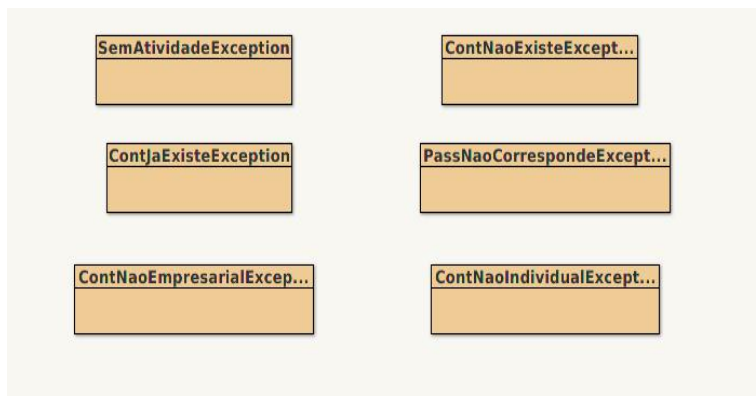 SemAtividadeException
ContNaoExisteExcept...
ContJaExisteException
PassNaoCorrespondeExcept...
ContNaoEmpresarialExcep...
ContNaoIndividualExcept...